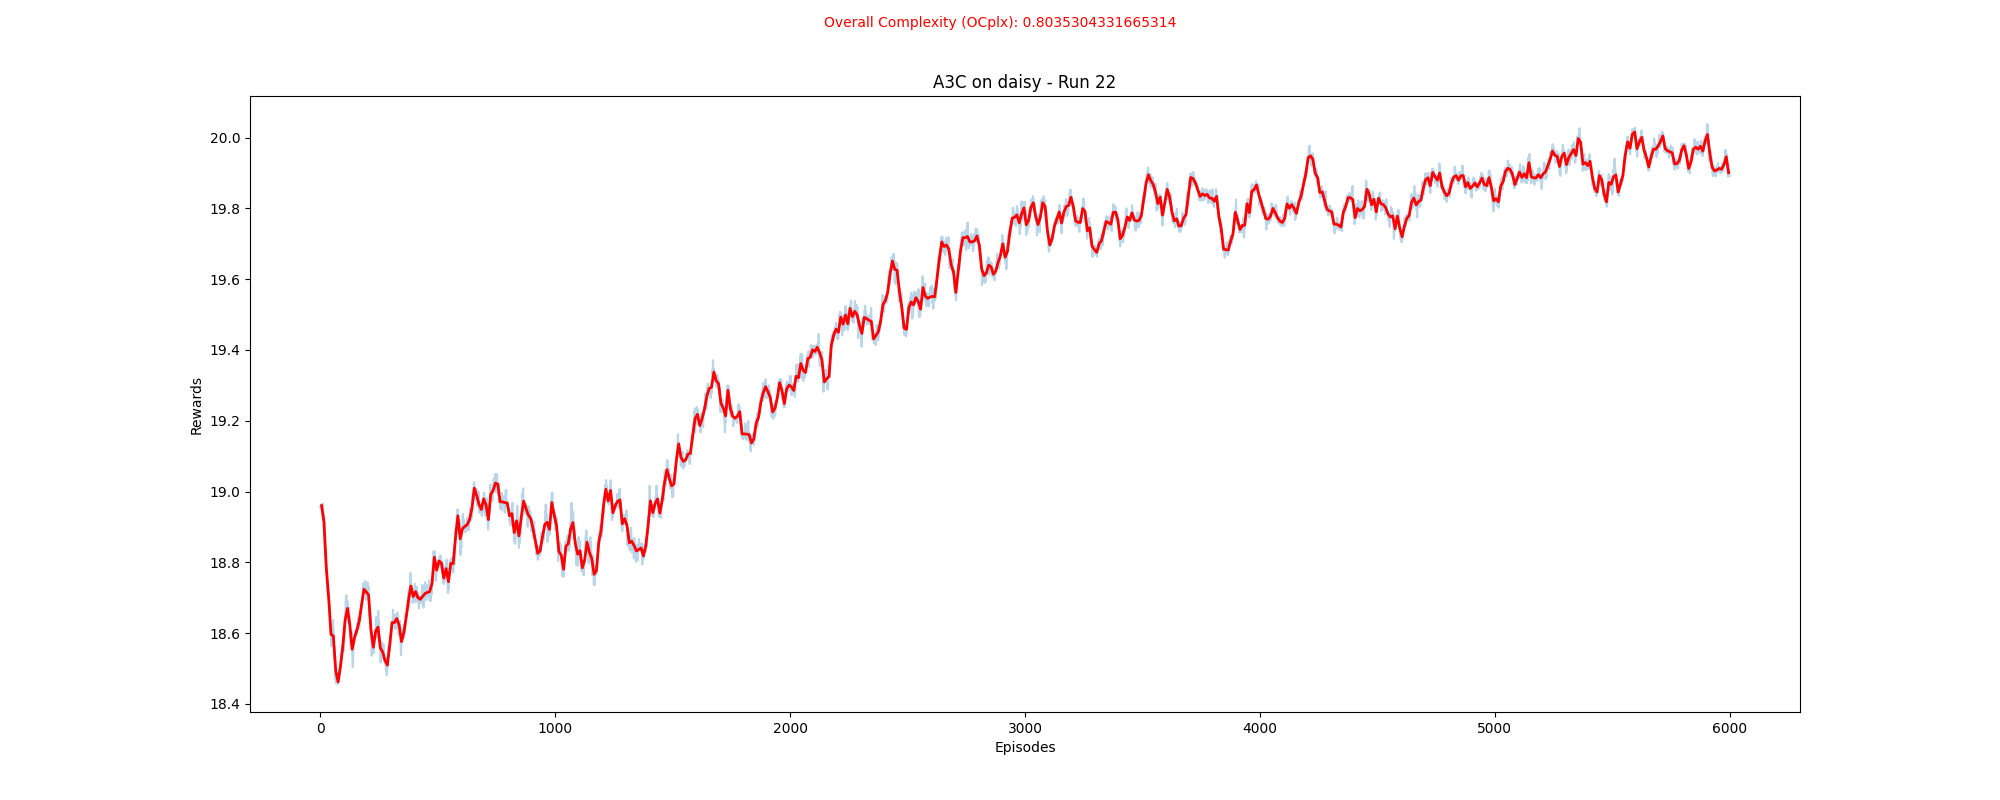 Overall Complexity (OCplx): 0.8035304331665314
A3C on daisy - Run 22
20.0
19.8
19.6
19.4
19.2
19.0
18.8
18.6
18.4
Rewards
0 1000 2000 3000 4000 5000 6000
Episodes